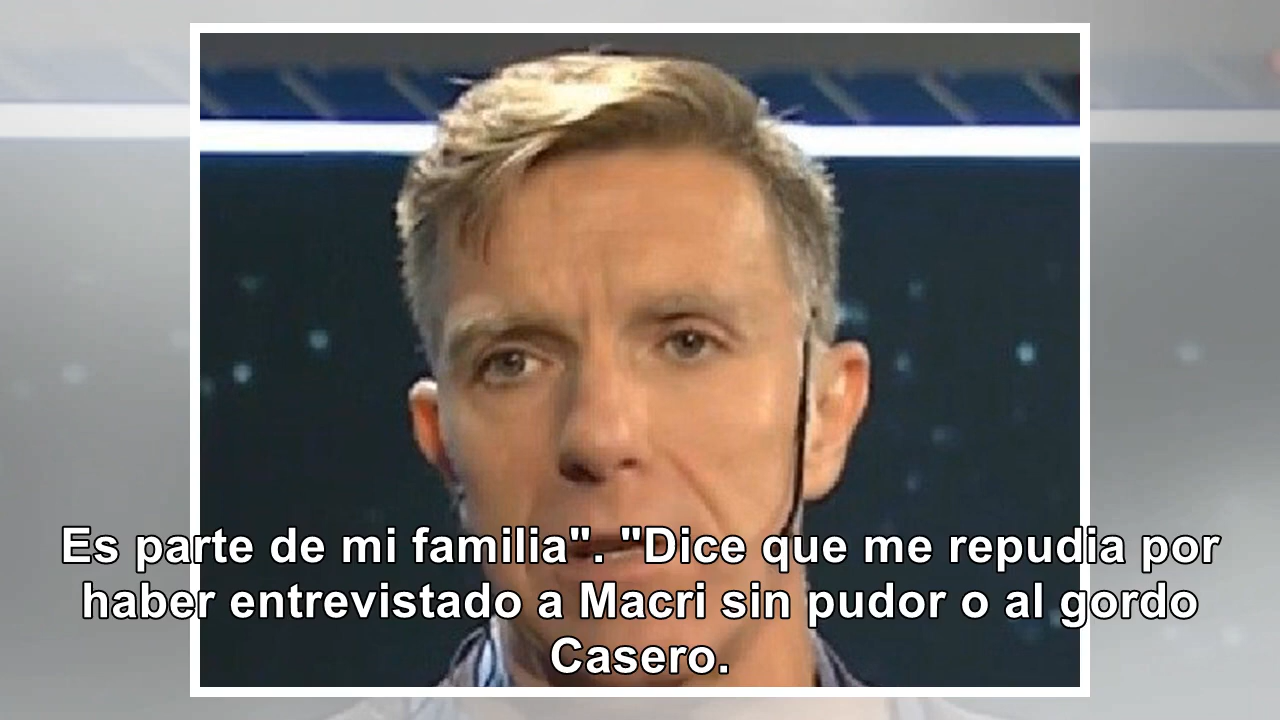 Es parte de mi familia". "Dice que me repudia por
haber entrevistado a Macri sin pudor o al gordo
Casero.